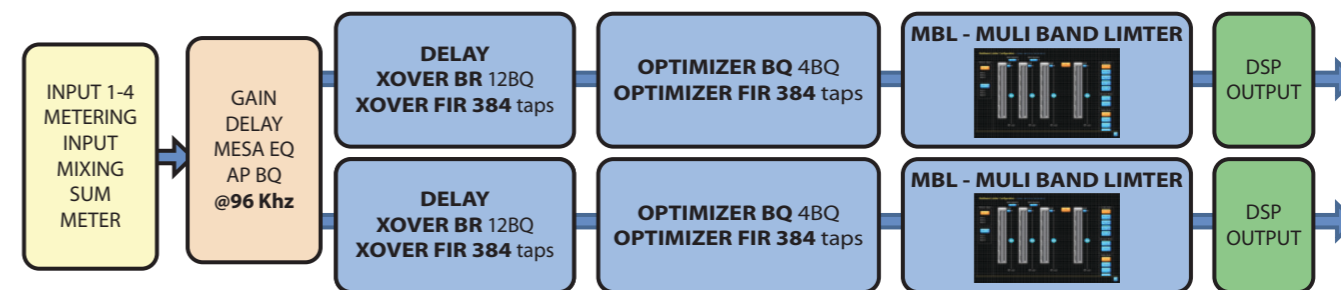 INPUT 1-4
METERING
INPUT
MIXING
SUM
METER
GAIN
DELAY
MESA EQ
AP BQ
@96 Khz
DELAY
XOVER BR 12BQ
XOVER FIR 384 taps
OPTIMIZER BQ 4BQ
OPTIMIZER FIR 384 taps
MBL - MULI BAND LIMTER
DSP
OUTPUT
DELAY
XOVER BR 12BQ
XOVER FIR 384 taps
OPTIMIZER BQ 4BQ
OPTIMIZER FIR 384 taps
MBL - MULI BAND LIMTER
DSP
OUTPUT